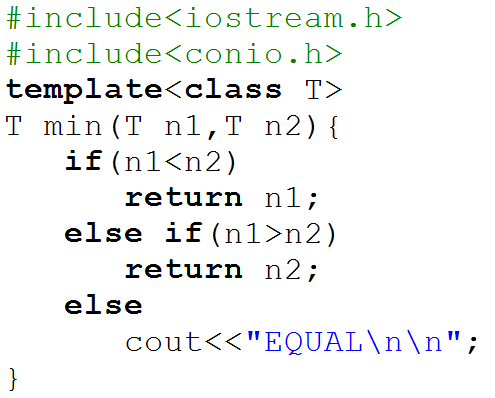 #include<iostream.h>
#include<conio.h>
template<class T>
T min(T n1,T n2){
   if(n1<n2)
      return n1;
   else if(n1>n2)
      return n2;
   else
      cout<<"EQUAL\n\n";
}